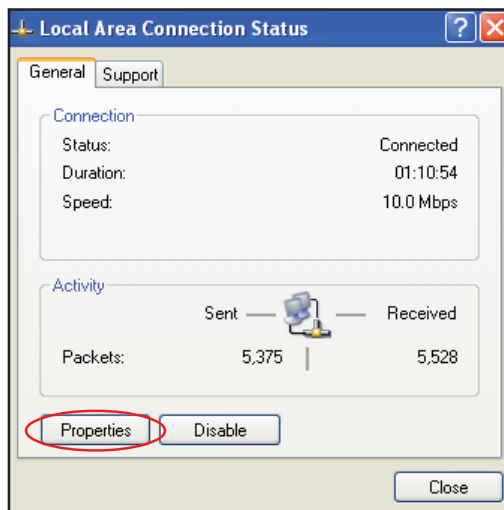 Local Area Connection Status
General Support
Connection
Status: Connected
Duration: 01:10:54
Speed: 10.0 Mbps
Activity
Sent Received
Packets: 5,375 5,528
Properties Disable
Close